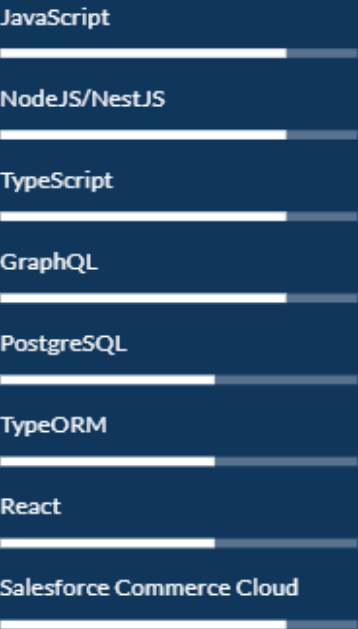 JavaScript
NodeJS/NestJS
TypeScript
GraphQL
PostgreSQL
TypeORM
React
Salesforce Commerce Cloud